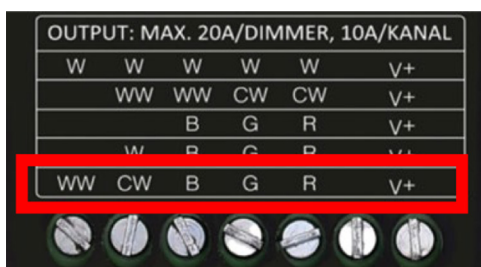 OUTPUT: MAX. 20A/DIMMER, 10A/KANAL
W W W W W V+
WW WW CW CW V+
B G R V+
W B G R V+
WW CW B G R V+